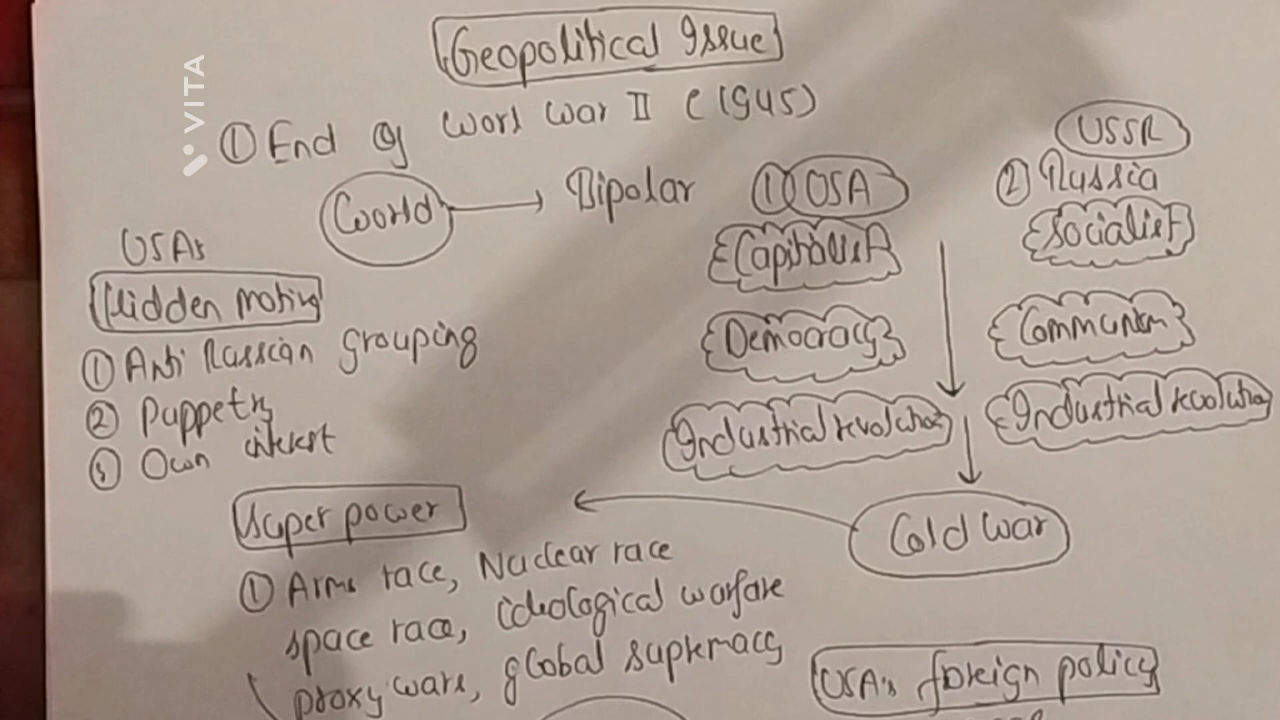 VITA
Geopolitical Issue
① End of Worl War II (1945)
World → Bipolar
① USA
Capitalist
Democracy
Industrial revolution
USSR
② Russia
Socialist
Communism
Industrial revolution
Cold War
USA's
Hidden motive
① Anti Russian grouping
② Puppetry
③ Own interest
Super power
① Arms race, Nuclear race
space race, ideological warfare
proxy wars, global supremacy
USA's foreign policy